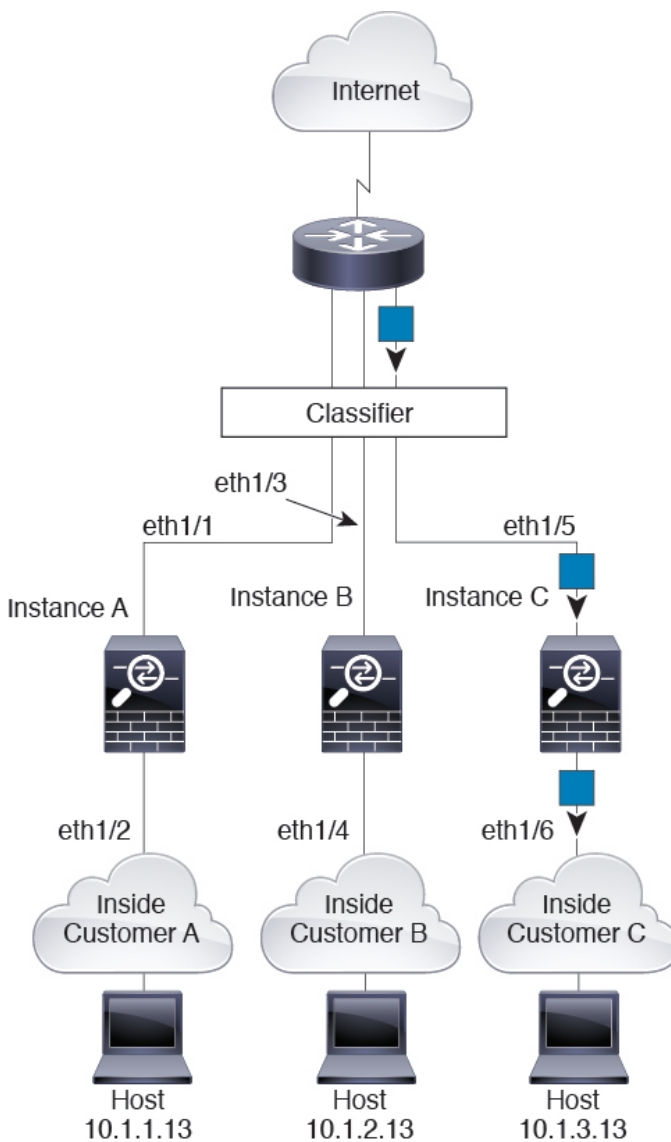 Internet
Classifier
eth1/3
eth1/1
eth1/5
Instance A
Instance B
Instance C
eth1/2
eth1/4
eth1/6
Inside
Customer A
Inside
Customer B
Inside
Customer C
Host
10.1.1.13
Host
10.1.2.13
Host
10.1.3.13